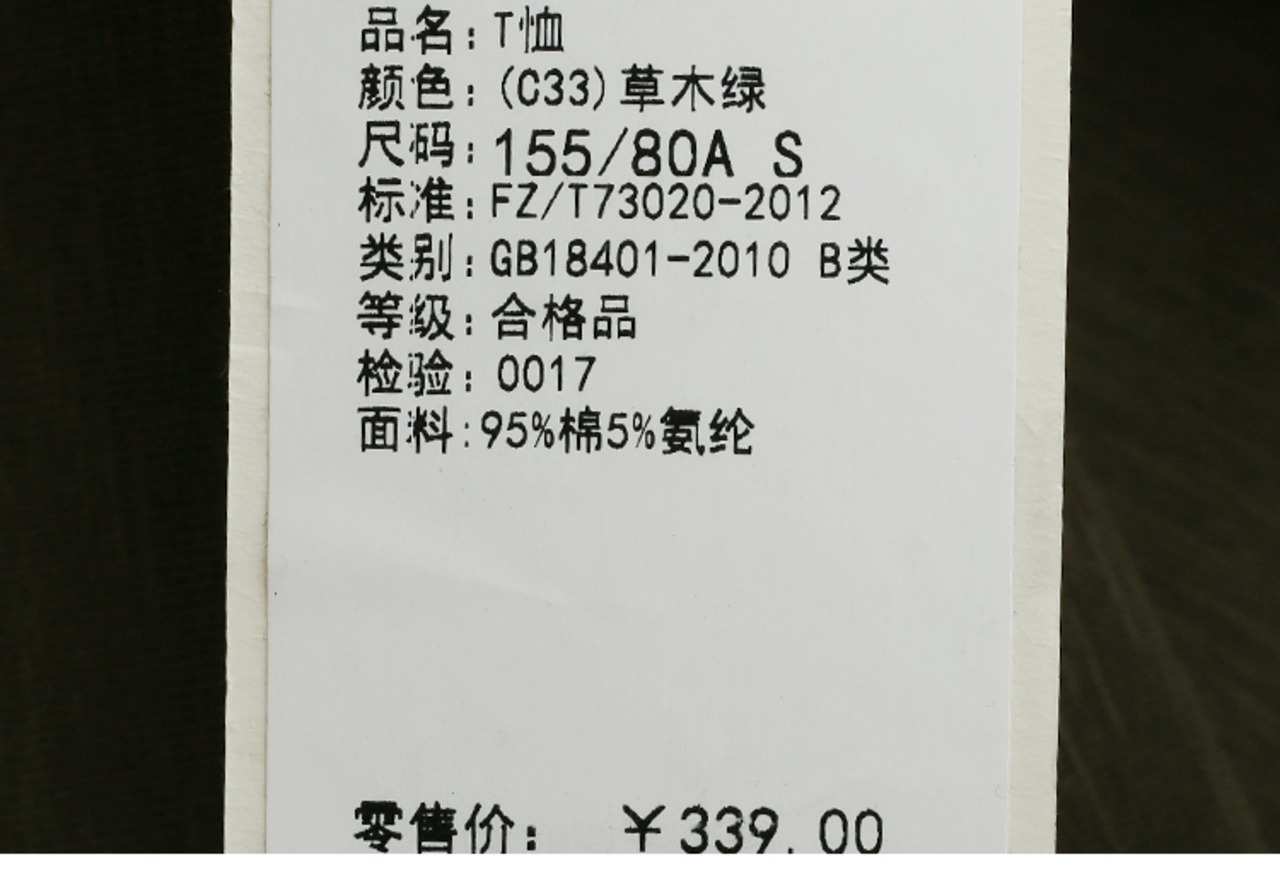 品名：T恤
颜色：(C33)草木绿
尺码：155/80A S
标准：FZ/T73020-2012
类别：GB18401-2010 B类
等级：合格品
检验：0017
面料:95%棉5%氨纶
零售价： ￥339.00